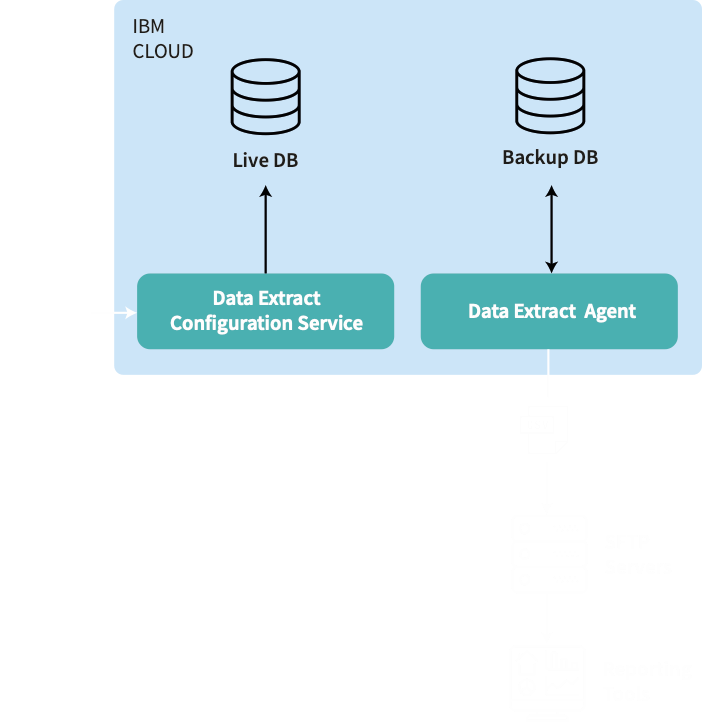 IBM
CLOUD
Live DB
Backup DB
Data Extract
Configuration Service
Data Extract Agent